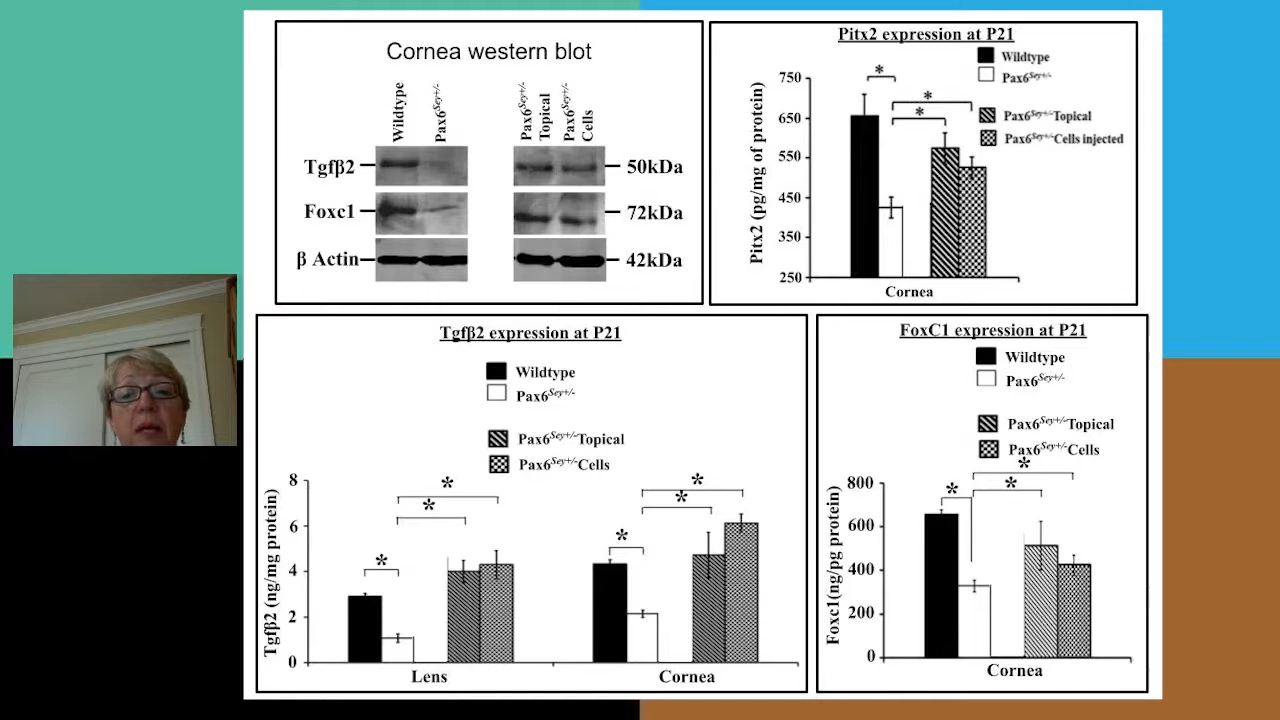 Cornea western blot
Wildtype
Pax6Sey+/-
Pax6Sey+/- Topical
Pax6Sey+/- Cells
Tgfβ2
50kDa
Foxc1
72kDa
β Actin
42kDa
Pitx2 expression at P21
Wildtype
Pax6Sey+/-
Pax6Sey+/-Topical
Pax6Sey+/-Cells injected
Pitx2 (pg/mg of protein)
750
650
550
450
350
250
*
*
*
Cornea
Tgfβ2 expression at P21
Wildtype
Pax6Sey+/-
Pax6Sey+/-Topical
Pax6Sey+/-Cells
Tgfβ2 (ng/mg protein)
8
6
4
2
0
*
*
*
*
*
*
Lens
Cornea
FoxC1 expression at P21
Wildtype
Pax6Sey+/-
Pax6Sey+/-Topical
Pax6Sey+/-Cells
Foxc1(ng/pg protein)
800
600
400
200
0
*
*
*
Cornea